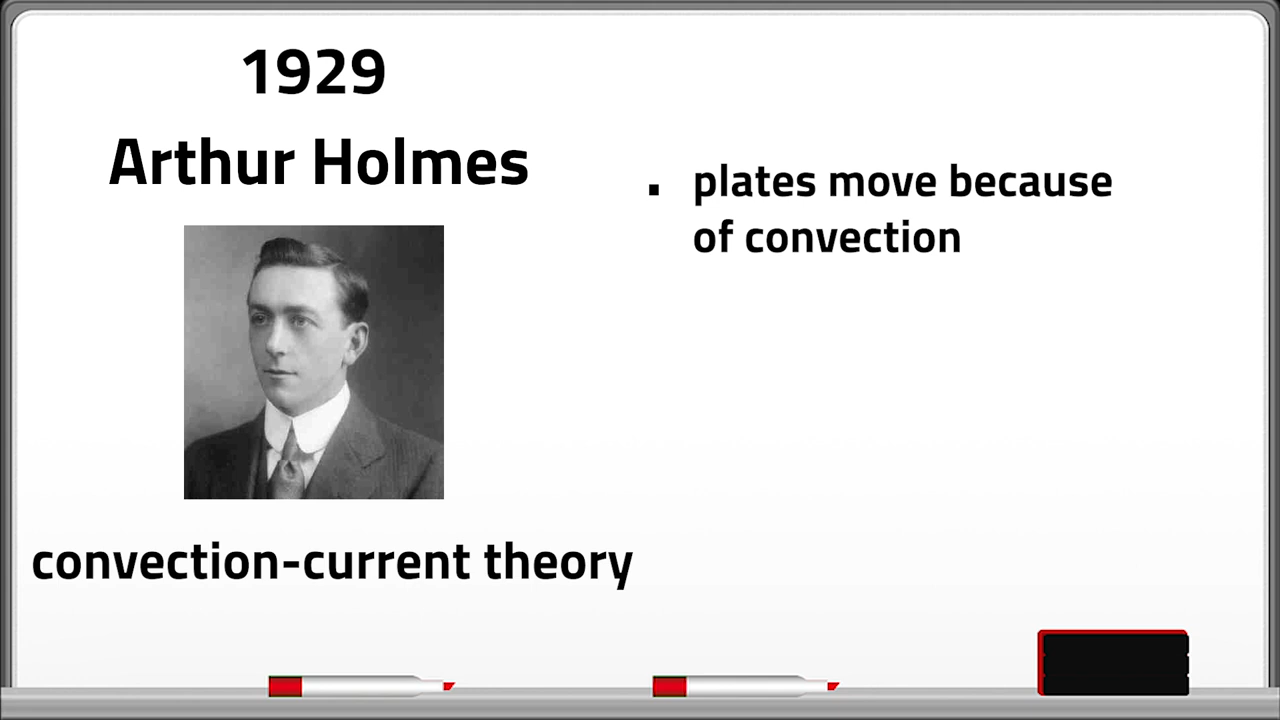 1929
Arthur Holmes
convection-current theory
▪ plates move because
of convection